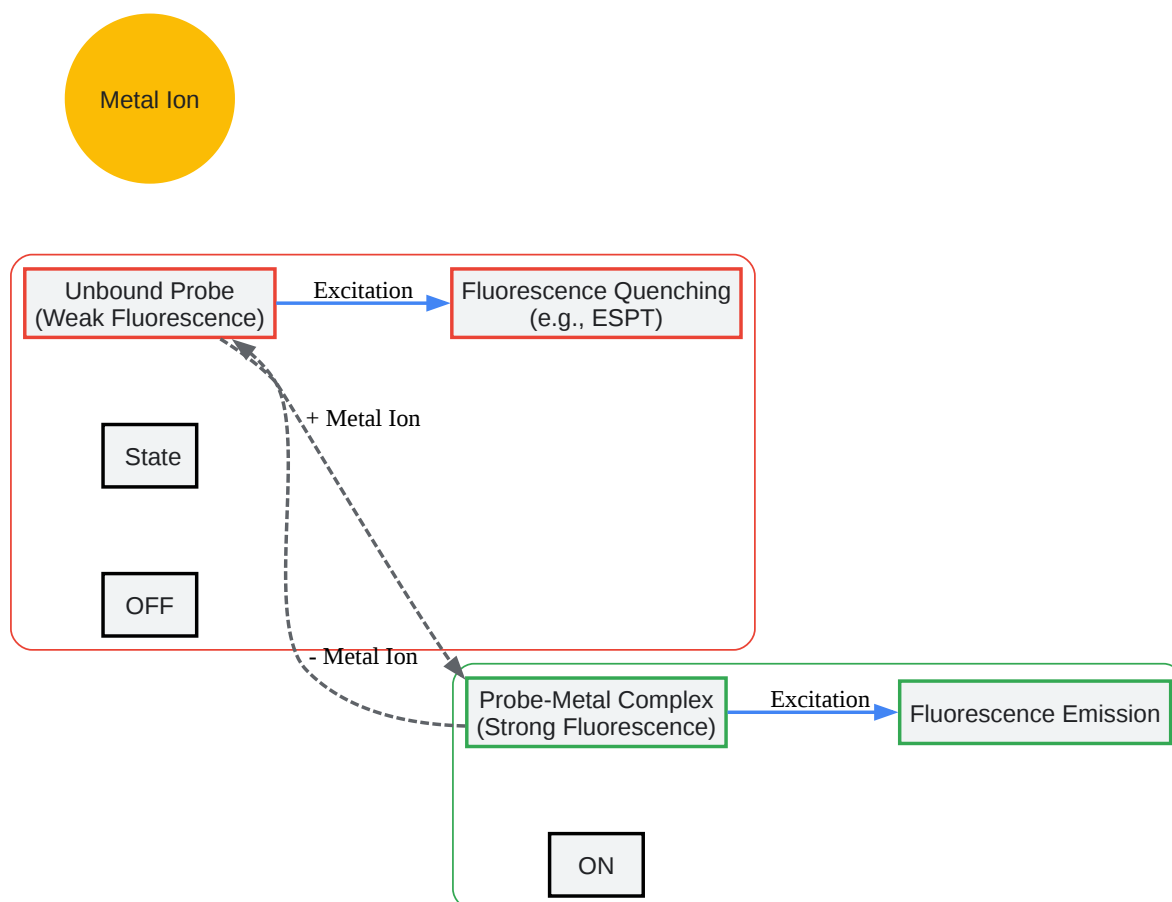 Metal Ion
Unbound Probe
(Weak Fluorescence)
Excitation
Fluorescence Quenching
(e.g., ESPT)
+ Metal Ion
State
OFF
- Metal Ion
Probe-Metal Complex
(Strong Fluorescence)
Excitation
Fluorescence Emission
ON